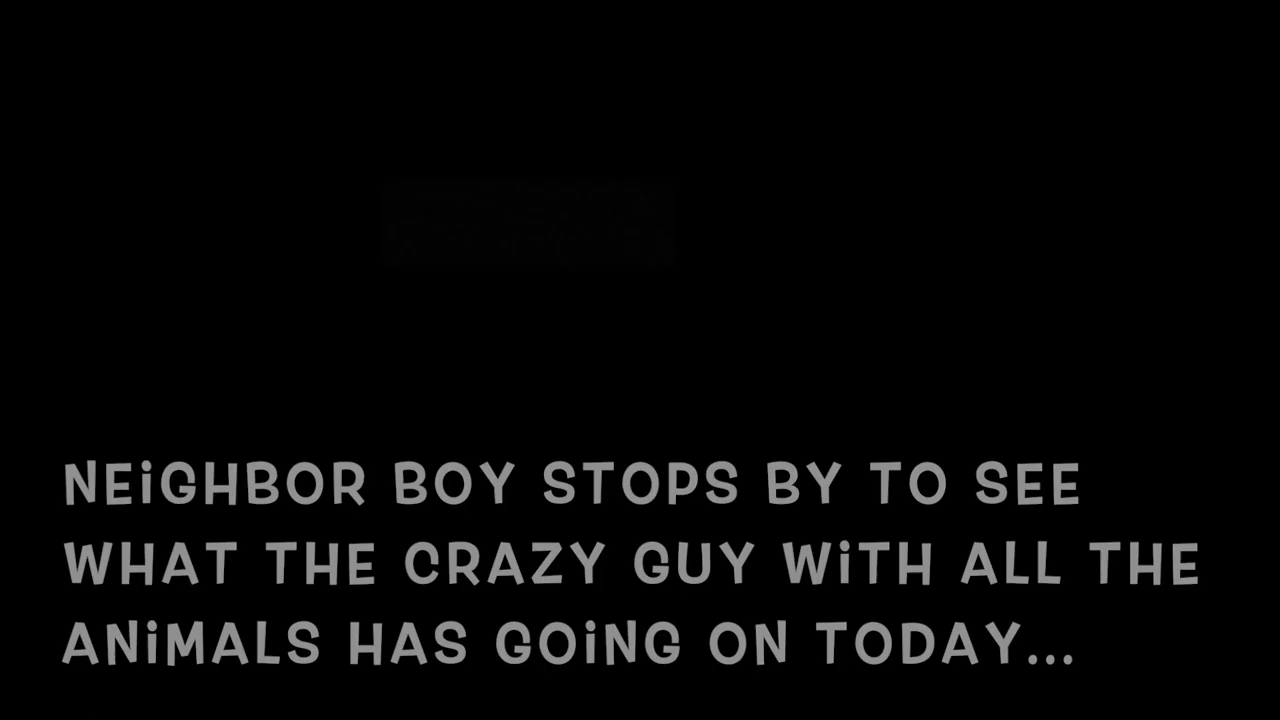 NEiGHBOR BOY STOPS BY TO SEE
WHAT THE CRAZY GUY WiTH ALL THE
ANiMALS HAS GOiNG ON TODAY...